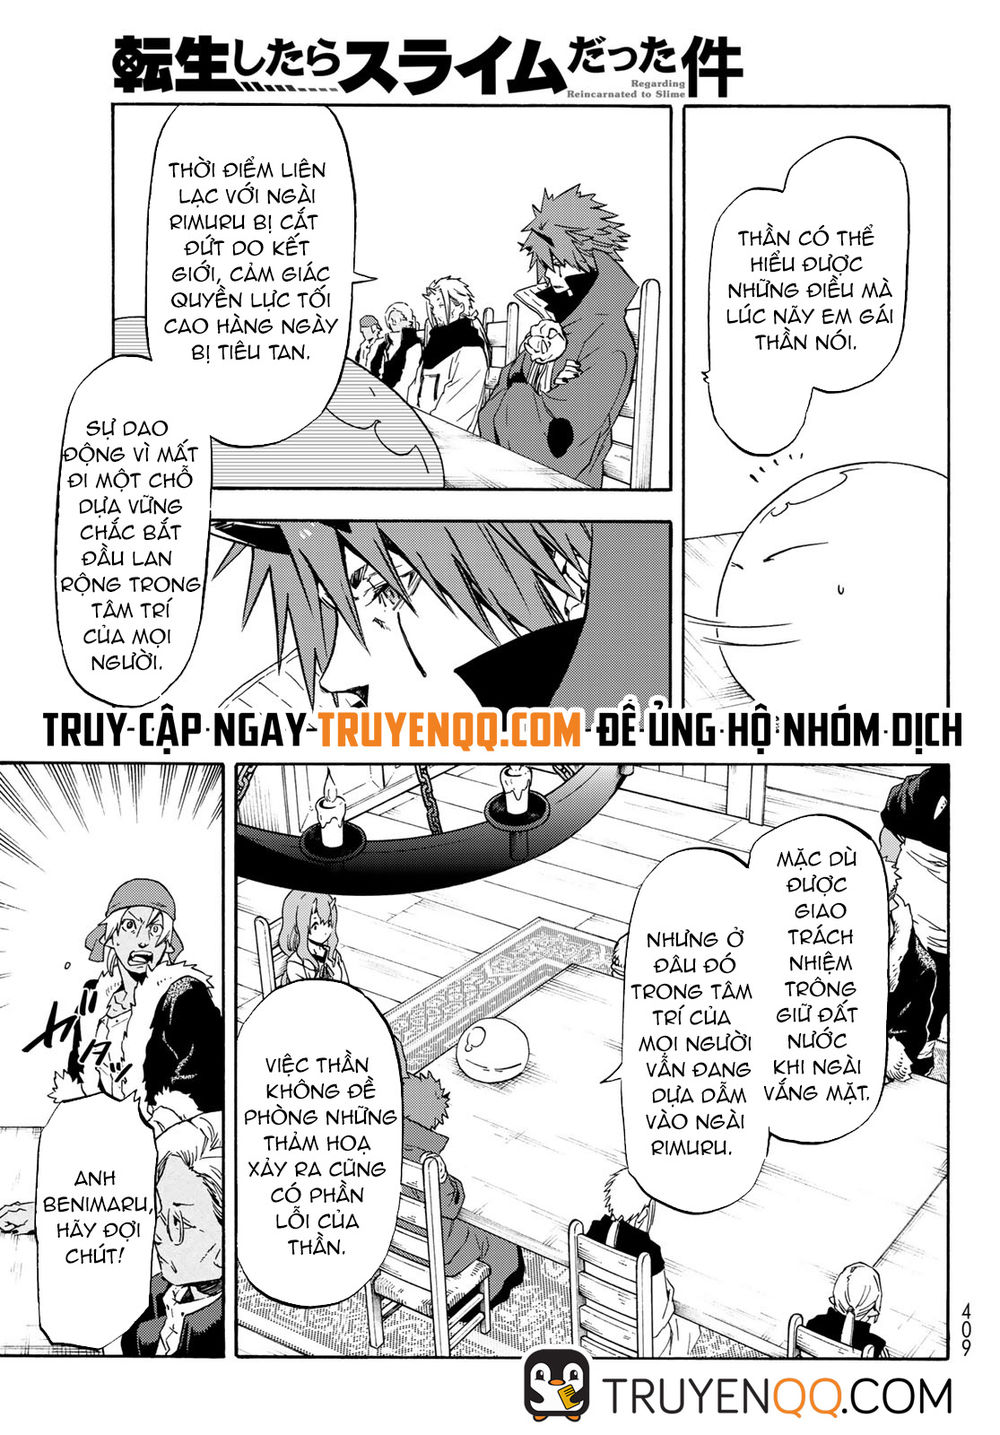 転生したらスライムだった件
Regarding
Reincarnated to Slime
THẦN CÓ THỂ
HIỂU ĐƯỢC
NHỮNG ĐIỀU MÀ
LÚC NÃY EM GÁI
THẦN NÓI.
THỜI ĐIỂM LIÊN
LẠC VỚI NGÀI
RIMURU BỊ CẮT
ĐỨT DO KẾT
GIỚI, CẢM GIÁC
QUYỀN LỰC TỐI
CAO HÀNG NGÀY
BỊ TIÊU TAN.
SỰ DAO
ĐỘNG VÌ MẤT
ĐI MỘT CHỖ
DỰA VỮNG
CHẮC BẮT
ĐẦU LAN
RỘNG TRONG
TÂM TRÍ
CỦA MỌI
NGƯỜI.
TRUY CẬP NGAY TRUYENQQ.COM ĐỂ ỦNG HỘ NHÓM DỊCH
MẶC DÙ
ĐƯỢC
GIAO
TRÁCH
NHIỆM
TRÔNG
GIỮ ĐẤT
NƯỚC
KHI NGÀI
VẮNG MẶT.
NHƯNG Ở
ĐÂU ĐÓ
TRONG TÂM
TRÍ CỦA
MỌI NGƯỜI
VẪN ĐANG
DỰA DẪM
VÀO NGÀI
RIMURU.
VIỆC THẦN
KHÔNG ĐỀ
PHÒNG NHỮNG
THẢM HOẠ
XẢY RA CŨNG
CÓ PHẦN
LỖI CỦA
THẦN.
ガタッ
ANH
BENIMARU,
HÃY ĐỢI
CHÚT!
409
TRUYENQQ.COM